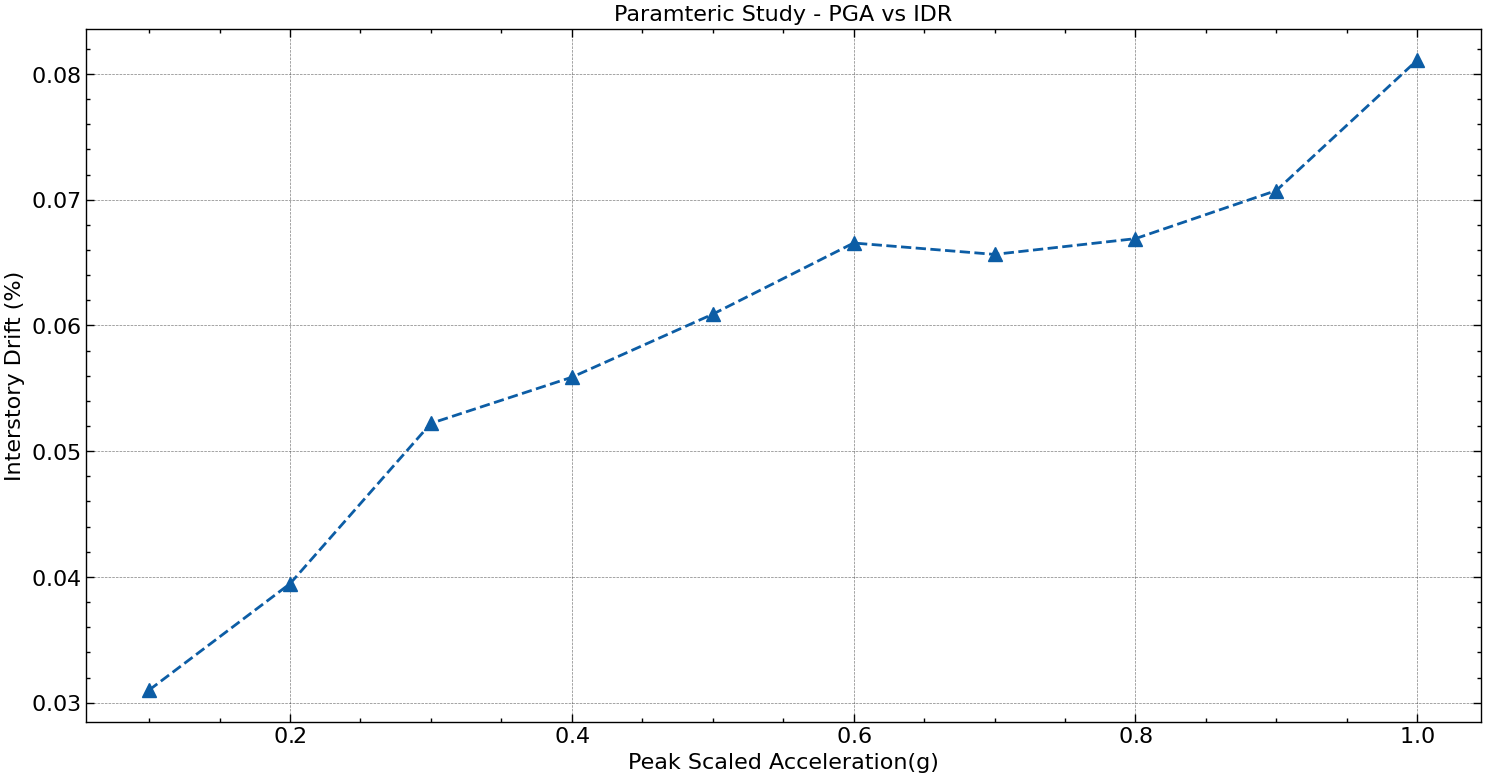 Paramteric Study - PGA vs IDR
0.08
0.07
0.06
0.05
0.04
0.03
Interstory Drift (%)
0.2 0.4 0.6 0.8 1.0
Peak Scaled Acceleration(g)